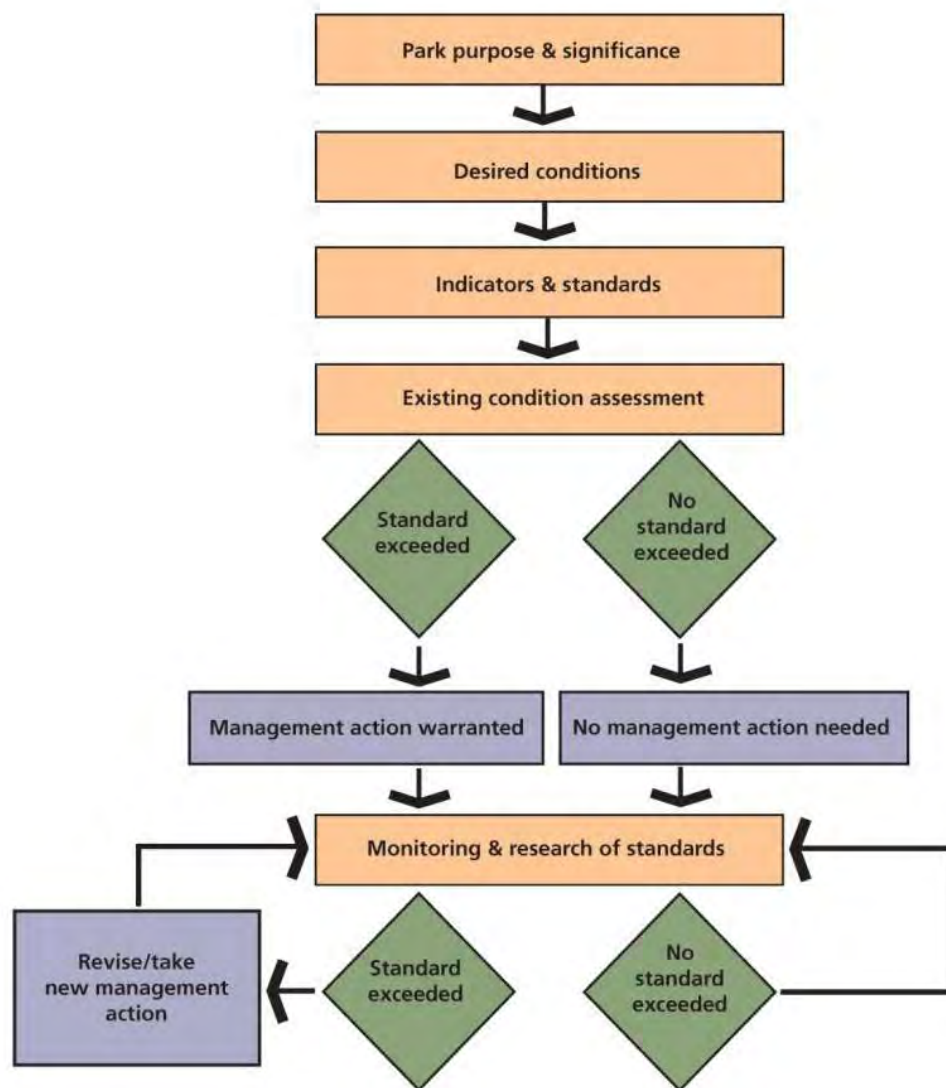 Park purpose & significance
Desired conditions
Indicators & standards
Existing condition assessment
Standard
exceeded
No
standard
exceeded
Management action warranted
No management action needed
Monitoring & research of standards
Revise/take
new management
action
Standard
exceeded
No
standard
exceeded